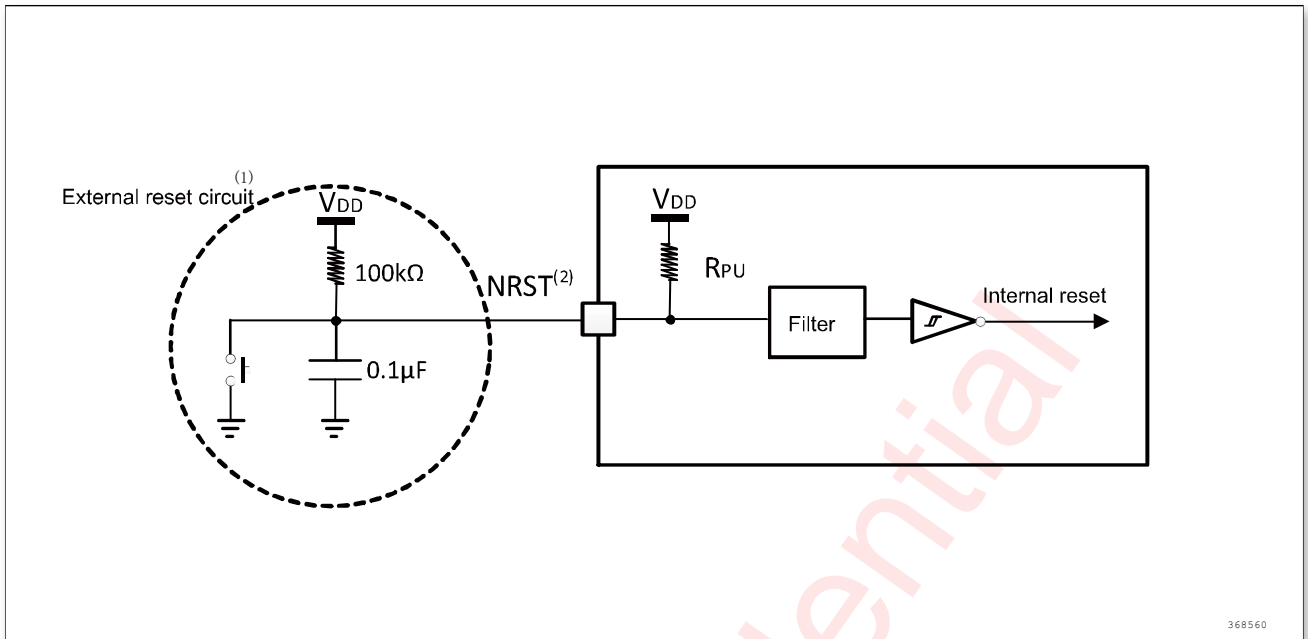 (1)
External reset circuit
VDD
100kΩ
0.1μF
NRST(2)
VDD
RPU
Filter
Internal reset
368560